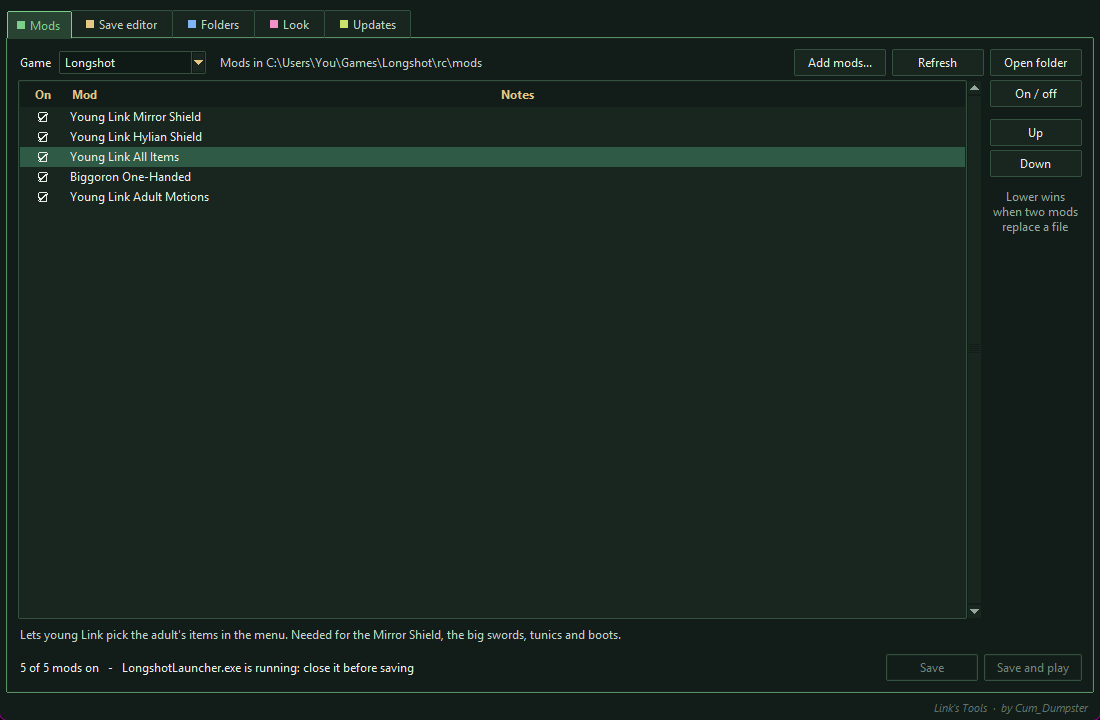 Mods Save editor Folders Look Updates
Game Longshot Mods in C:\Users\You\Games\Longshot\rc\mods Add mods... Refresh Open folder
On Mod Notes On / off
Young Link Mirror Shield
Young Link Hylian Shield Up
Young Link All Items Down
Biggoron One-Handed
Young Link Adult Motions
Lower wins
when two mods
replace a file
Lets young Link pick the adult's items in the menu. Needed for the Mirror Shield, the big swords, tunics and boots.
5 of 5 mods on - LongshotLauncher.exe is running: close it before saving Save Save and play
Link's Tools · by Cum_Dumpster